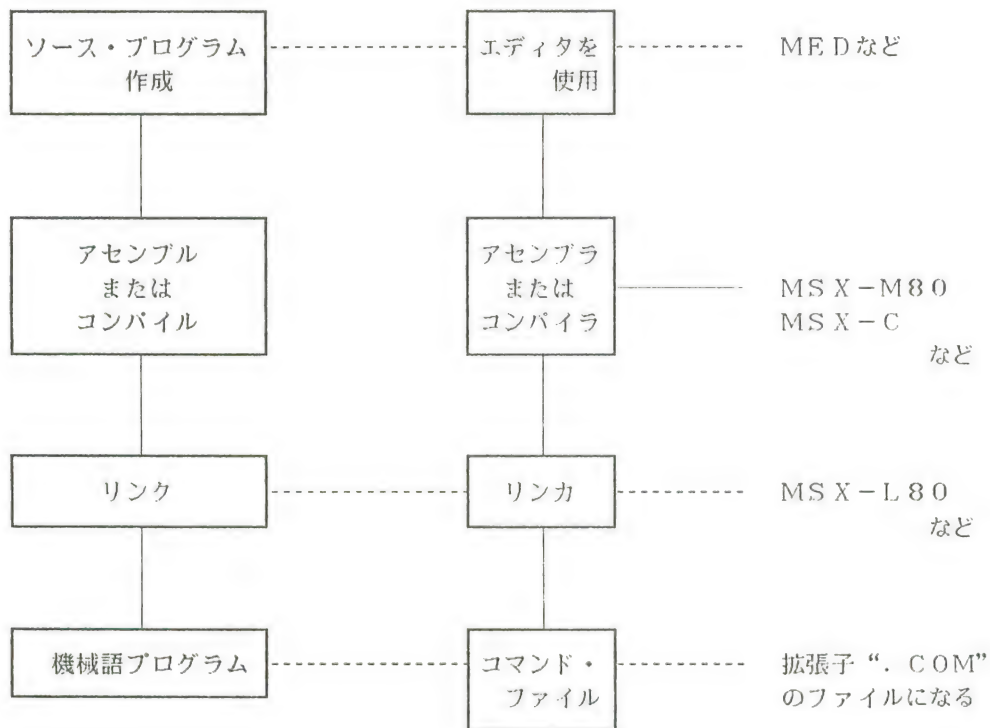 ソース・プログラム
作成
エディタを
使用
MEDなど
アセンブル
または
コンパイル
アセンブラ
または
コンパイラ
MSX-M80
MSX-C
など
リンク
リンカ
MSX-L80
など
機械語プログラム
コマンド・
ファイル
拡張子“.COM”
のファイルになる